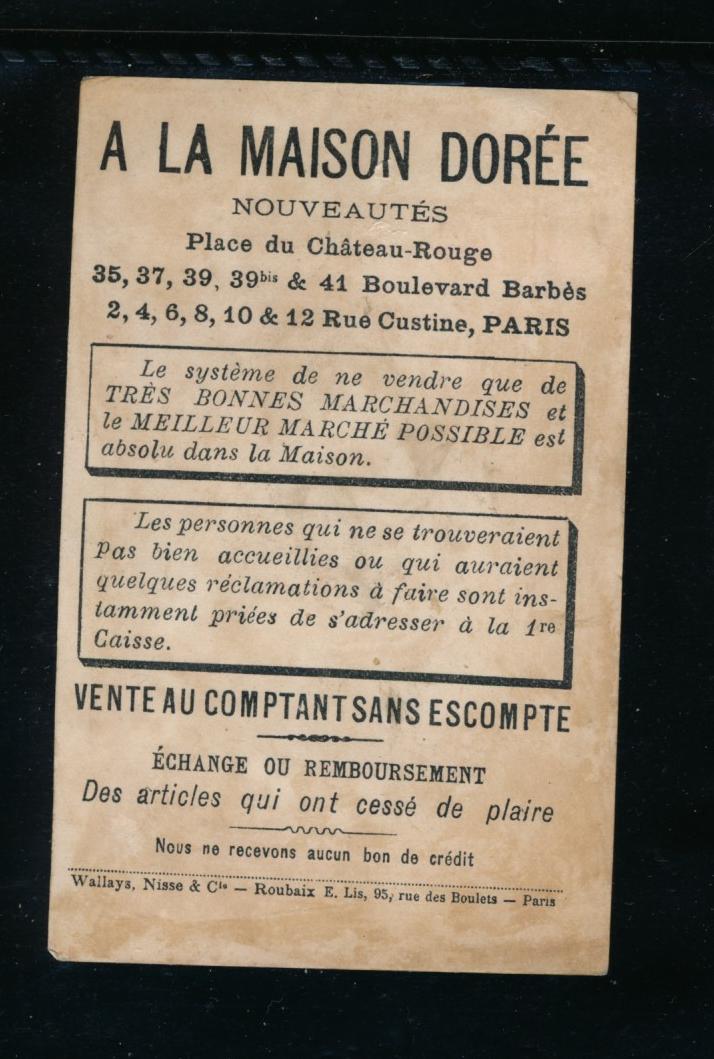 A LA MAISON DORÉE
NOUVEAUTÉS
Place du Château-Rouge
35, 37, 39, 39bis & 41 Boulevard Barbès
2, 4, 6, 8, 10 & 12 Rue Custine, PARIS
Le système de ne vendre que de
TRÈS BONNES MARCHANDISES et
le MEILLEUR MARCHÉ POSSIBLE est
absolu dans la Maison.
Les personnes qui ne se trouveraient
pas bien accueillies ou qui auraient
quelques réclamations à faire sont ins-
tamment priées de s'adresser à la 1re
Caisse.
VENTE AU COMPTANT SANS ESCOMPTE
ÉCHANGE OU REMBOURSEMENT
Des articles qui ont cessé de plaire
Nous ne recevons aucun bon de crédit
Wallays, Nisse & Cie — Roubaix E. Lis, 95, rue des Boulets — Paris